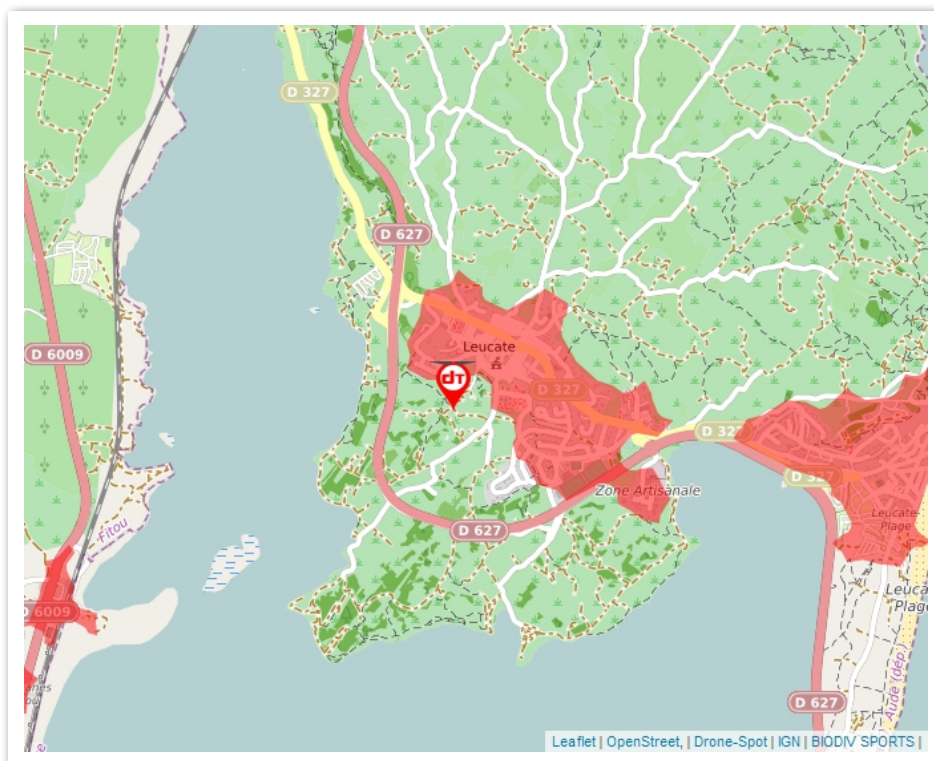 D 327
D 627
D 6009
Leucate
dT
D 327
D 327
D 327
Zone Artisanale
Leucate-
Plage
D 627
Fitou
D 6009
Leuca
Plage
Aude (dép.)
D 627
Leaflet | OpenStreet, | Drone-Spot | IGN | BIODIV SPORTS |